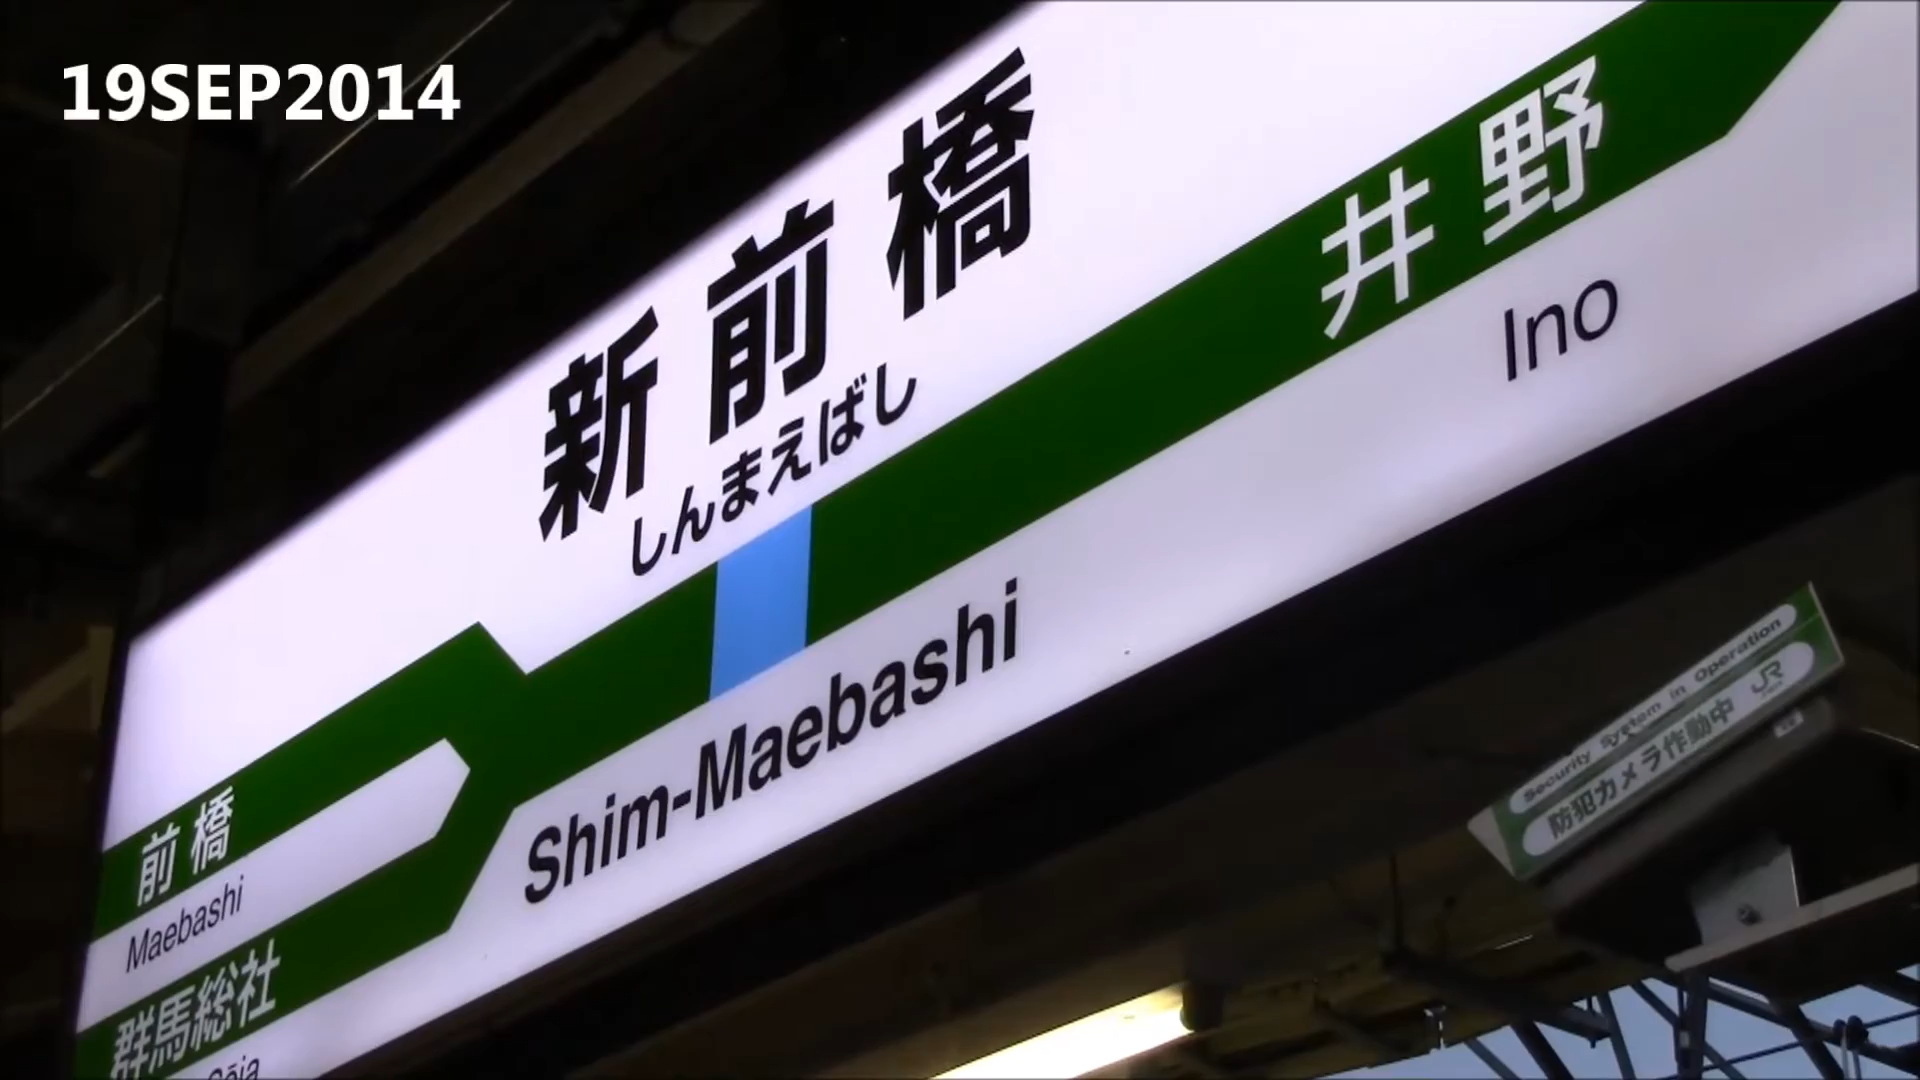 19SEP2014
新前橋
しんまえばし
井野
Ino
Shim-Maebashi
前橋
Maebashi
群馬総社
Sōja
Security System in Operation
防犯カメラ作動中
JR